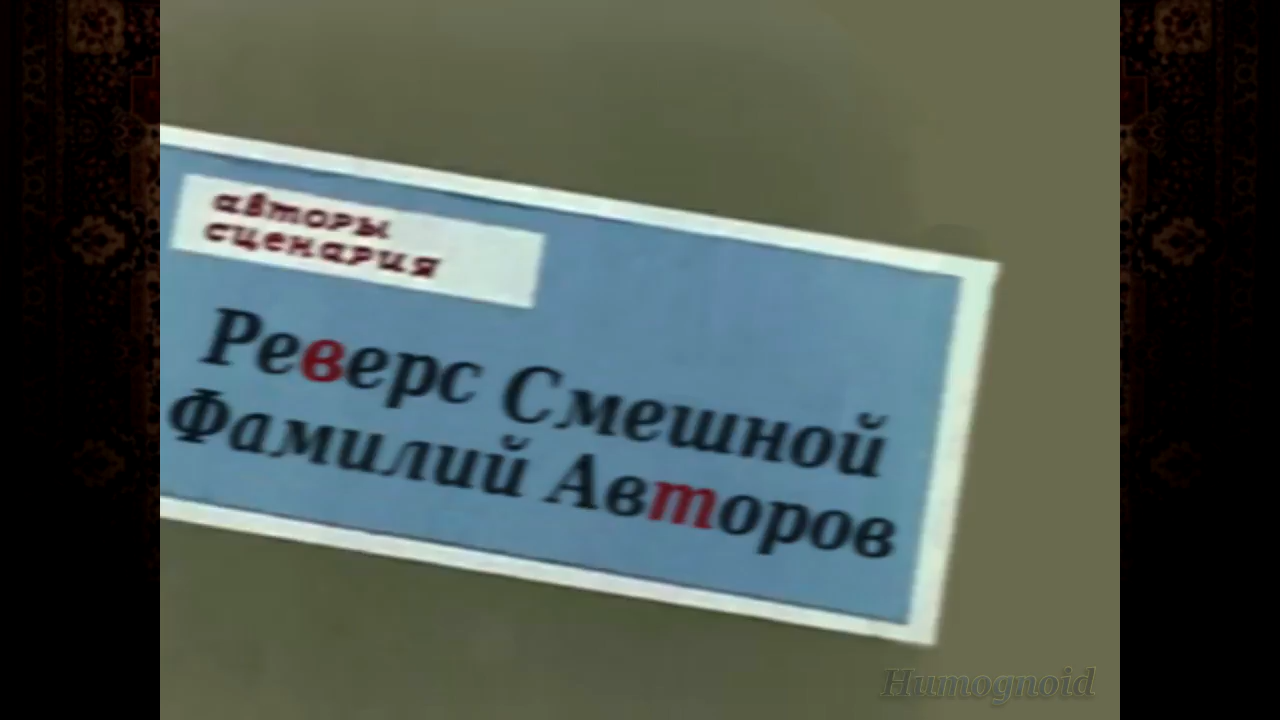 авторы
сценария
Реверс Смешной
Фамилий Авторов
Humognoid